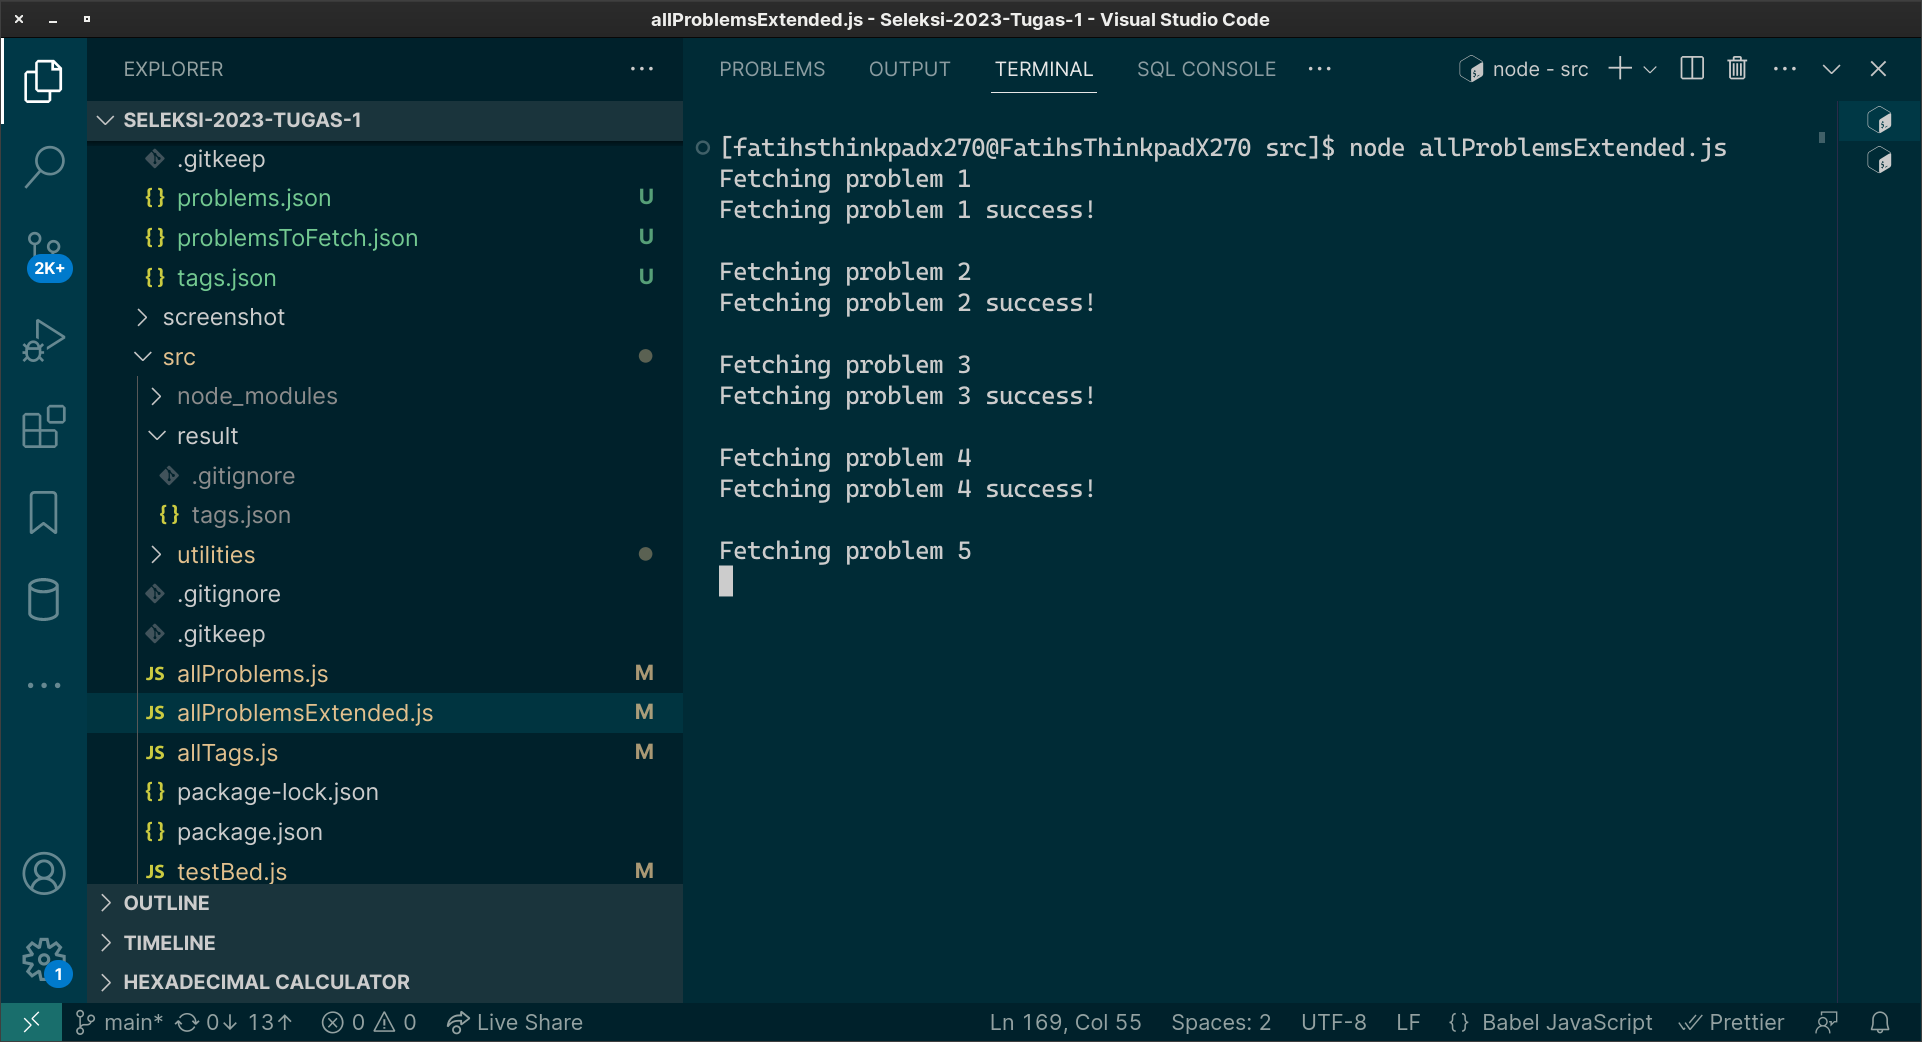 allProblemsExtended.js - Seleksi-2023-Tugas-1 - Visual Studio Code
EXPLORER
SELEKSI-2023-TUGAS-1
.gitkeep
{} problems.json U
{} problemsToFetch.json U
{} tags.json U
screenshot
src
node_modules
result
.gitignore
{} tags.json
utilities
.gitignore
.gitkeep
JS allProblems.js M
JS allProblemsExtended.js M
JS allTags.js M
{} package-lock.json
{} package.json
JS testBed.js M
OUTLINE
TIMELINE
HEXADECIMAL CALCULATOR
2K+
1
PROBLEMS OUTPUT TERMINAL SQL CONSOLE ···
node - src
[fatihsthinkpadx270@FatihsThinkpadX270 src]$ node allProblemsExtended.js
Fetching problem 1
Fetching problem 1 success!
Fetching problem 2
Fetching problem 2 success!
Fetching problem 3
Fetching problem 3 success!
Fetching problem 4
Fetching problem 4 success!
Fetching problem 5
main* 0↓ 13↑ 0 0 Live Share Ln 169, Col 55 Spaces: 2 UTF-8 LF {} Babel JavaScript Prettier